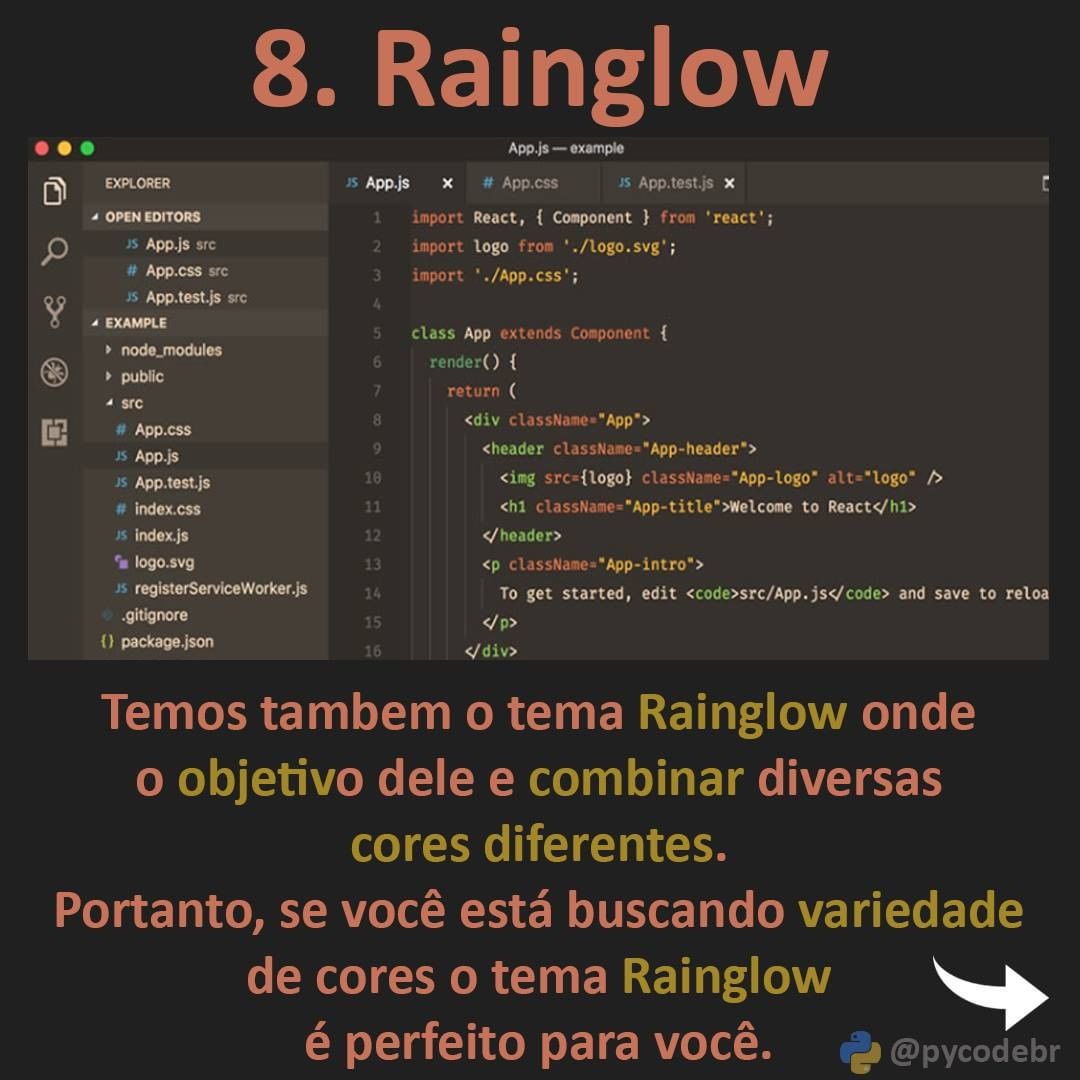 8. Rainglow
App.js — example
EXPLORER
OPEN EDITORS
JS App.js src
# App.css src
JS App.test.js src
EXAMPLE
node_modules
public
src
# App.css
JS App.js
JS App.test.js
# index.css
JS index.js
logo.svg
JS registerServiceWorker.js
.gitignore
{} package.json
JS App.js × # App.css JS App.test.js ×
1 import React, { Component } from 'react';
2 import logo from './logo.svg';
3 import './App.css';
4
5 class App extends Component {
6 render() {
7 return (
8 <div className="App">
9 <header className="App-header">
10 <img src={logo} className="App-logo" alt="logo" />
11 <h1 className="App-title">Welcome to React</h1>
12 </header>
13 <p className="App-intro">
14 To get started, edit <code>src/App.js</code> and save to reloa
15 </p>
16 </div>
Temos tambem o tema Rainglow onde
o objetivo dele e combinar diversas
cores diferentes.
Portanto, se você está buscando variedade
de cores o tema Rainglow
é perfeito para você.
@pycodebr